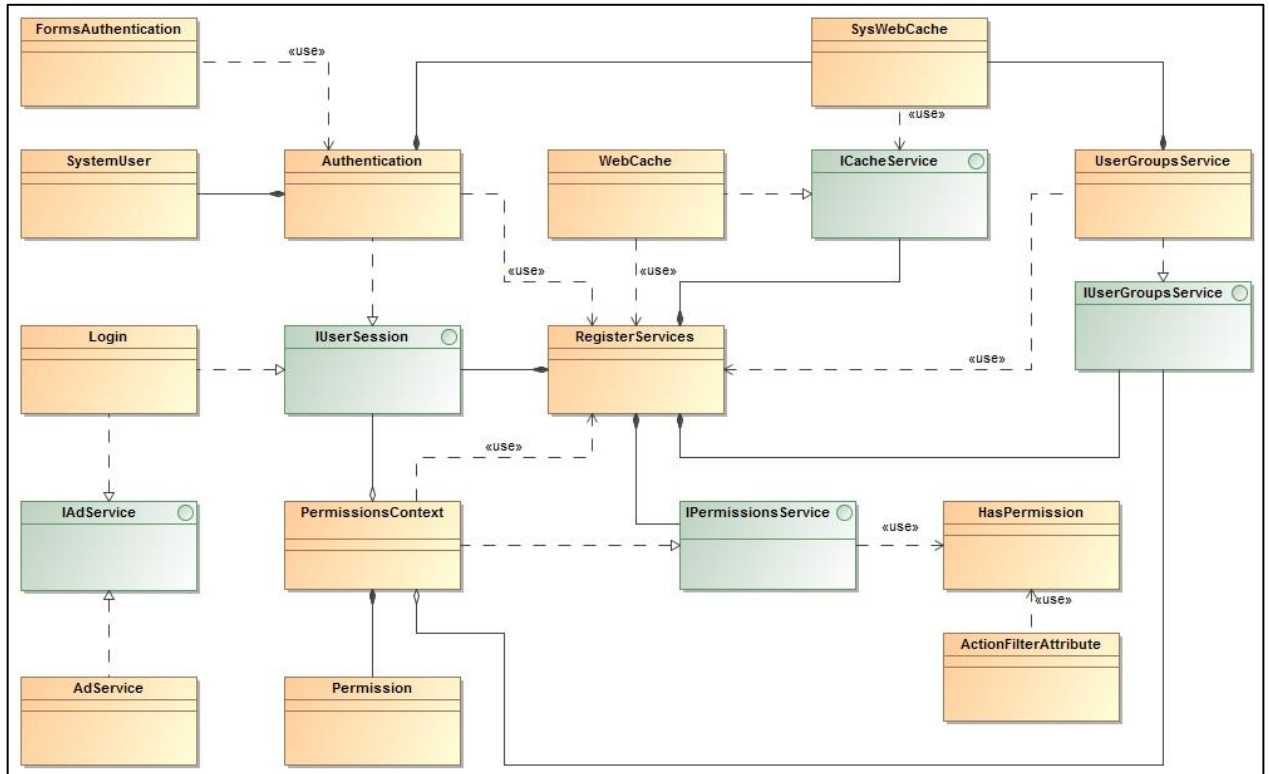 FormsAuthentication
SysWebCache
«use»
«use»
SystemUser
Authentication
WebCache
ICacheService
UserGroupsService
«use»
«use»
IUserGroupsService
Login
IUserSession
RegisterServices
«use»
«use»
IAdService
PermissionsContext
IPermissionsService
HasPermission
«use»
«use»
ActionFilterAttribute
AdService
Permission